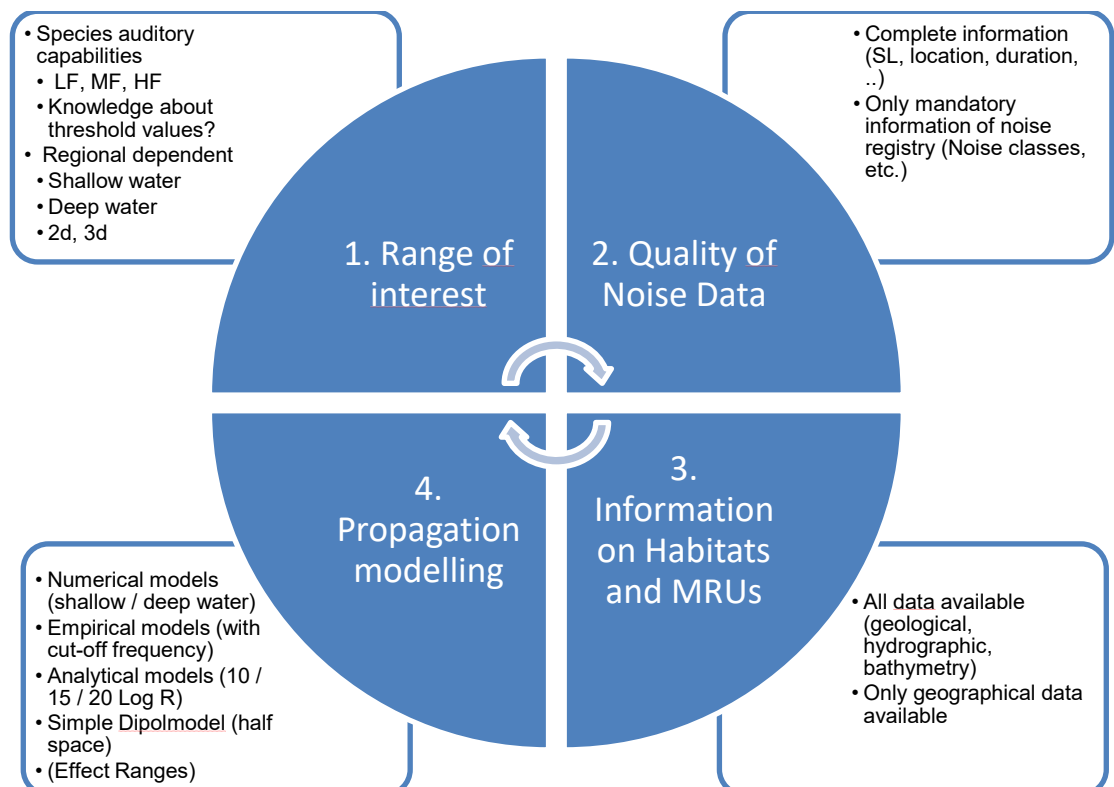 • Species auditory
capabilities
• LF, MF, HF
• Knowledge about
threshold values?
• Regional dependent
• Shallow water
• Deep water
• 2d, 3d
• Complete information
(SL, location, duration,
..)
• Only mandatory
information of noise
registry (Noise classes,
etc.)
1. Range of
interest
2. Quality of
Noise Data
4.
Propagation
modelling
3.
Information
on Habitats
and MRUs
• Numerical models
(shallow / deep water)
• Empirical models (with
cut-off frequency)
• Analytical models (10 /
15 / 20 Log R)
• Simple Dipolmodel (half
space)
• (Effect Ranges)
• All data available
(geological,
hydrographic,
bathymetry)
• Only geographical data
available